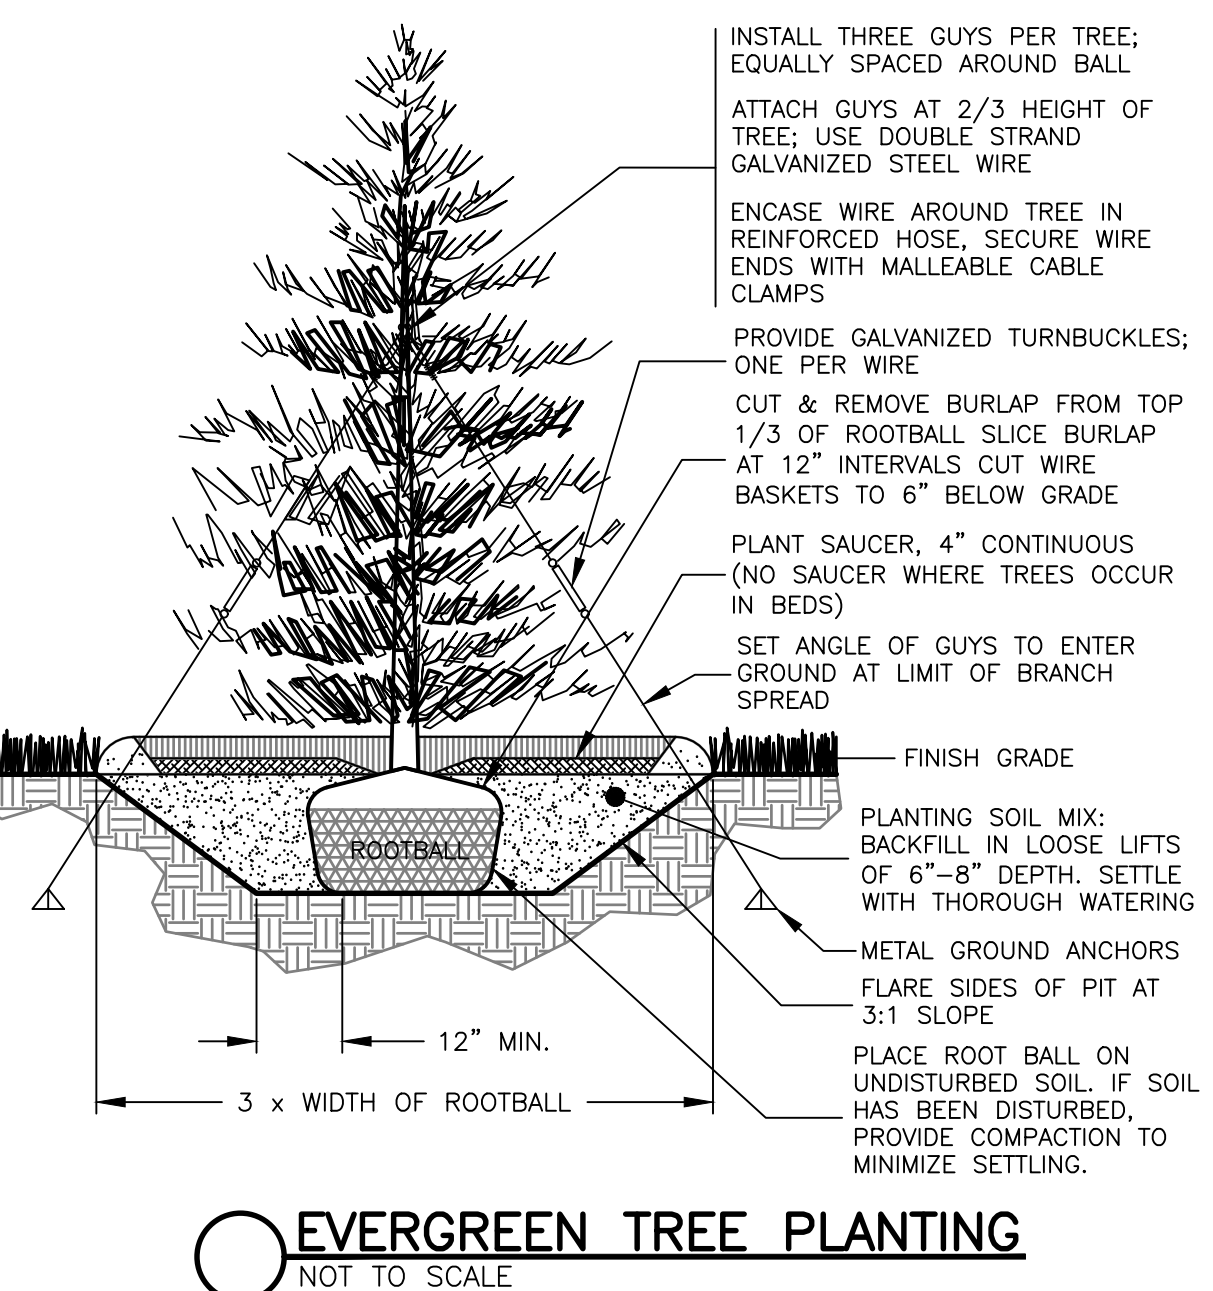 INSTALL THREE GUYS PER TREE;
EQUALLY SPACED AROUND BALL
ATTACH GUYS AT 2/3 HEIGHT OF
TREE; USE DOUBLE STRAND
GALVANIZED STEEL WIRE
ENCASE WIRE AROUND TREE IN
REINFORCED HOSE, SECURE WIRE
ENDS WITH MALLEABLE CABLE
CLAMPS
PROVIDE GALVANIZED TURNBUCKLES;
ONE PER WIRE
CUT & REMOVE BURLAP FROM TOP
1/3 OF ROOTBALL SLICE BURLAP
AT 12" INTERVALS CUT WIRE
BASKETS TO 6" BELOW GRADE
PLANT SAUCER, 4" CONTINUOUS
(NO SAUCER WHERE TREES OCCUR
IN BEDS)
SET ANGLE OF GUYS TO ENTER
GROUND AT LIMIT OF BRANCH
SPREAD
FINISH GRADE
PLANTING SOIL MIX:
BACKFILL IN LOOSE LIFTS
OF 6"-8" DEPTH. SETTLE
WITH THOROUGH WATERING
ROOTBALL
METAL GROUND ANCHORS
FLARE SIDES OF PIT AT
3:1 SLOPE
12" MIN.
PLACE ROOT BALL ON
UNDISTURBED SOIL. IF SOIL
HAS BEEN DISTURBED,
PROVIDE COMPACTION TO
MINIMIZE SETTLING.
3 x WIDTH OF ROOTBALL
EVERGREEN TREE PLANTING
NOT TO SCALE